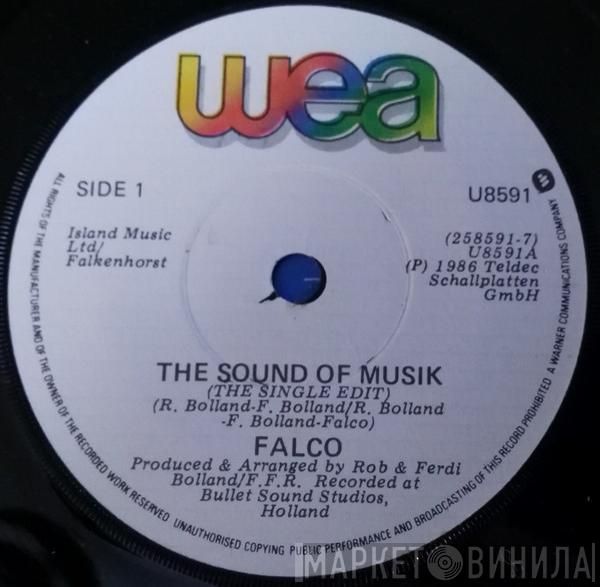 wea
SIDE 1
U8591
Island Music
Ltd/
Falkenhorst
(258591-7)
U8591A
(P) 1986 Teldec
Schallplatten
GmbH
THE SOUND OF MUSIK
(THE SINGLE EDIT)
(R. Bolland-F. Bolland/R. Bolland
-F. Bolland-Falco)
FALCO
Produced & Arranged by Rob & Ferdi
Bolland/F.F.R. Recorded at
Bullet Sound Studios,
Holland
ALL RIGHTS OF THE MANUFACTURER AND OF THE OWNER OF THE RECORDED WORK RESERVED UNAUTHORISED COPYING PUBLIC PERFORMANCE AND BROADCASTING OF THIS RECORD PROHIBITED A WARNER COMMUNICATIONS COMPANY
МАРКЕТ ВИНИЛА